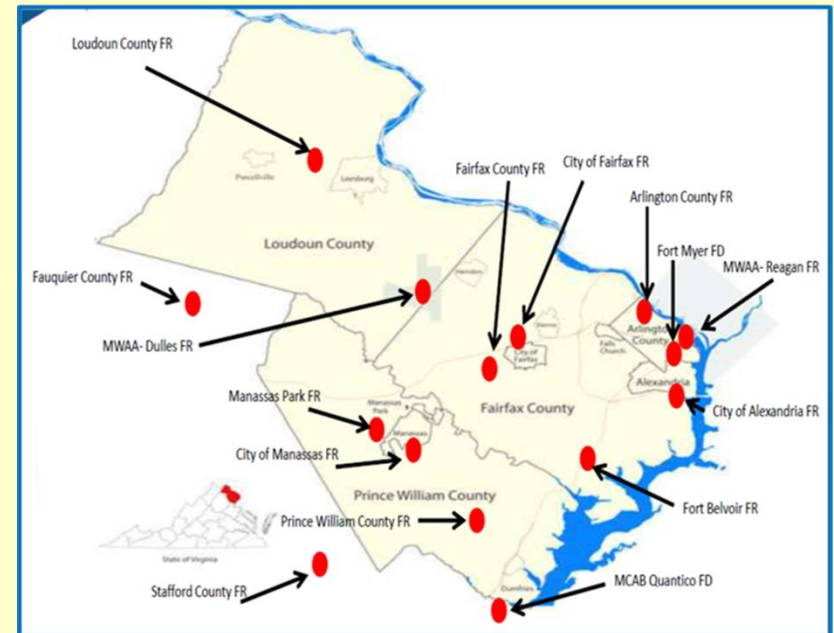 Loudoun County FR
Fairfax County FR
City of Fairfax FR
Arlington County FR
Purcellville
Leesburg
Fort Myer FD
Loudoun County
MWAA- Reagan FR
Fauquier County FR
Herndon
MWAA- Dulles FR
Vienna
Arlington
County
Falls
Church
City of
Fairfax
Alexandria
Manassas Park FR
Manassas
Park
Fairfax County
City of Alexandria FR
Manassas
City of Manassas FR
Prince William County
Fort Belvoir FR
Prince William County FR
State of Virginia
Stafford County FR
Dumfries
MCAB Quantico FD